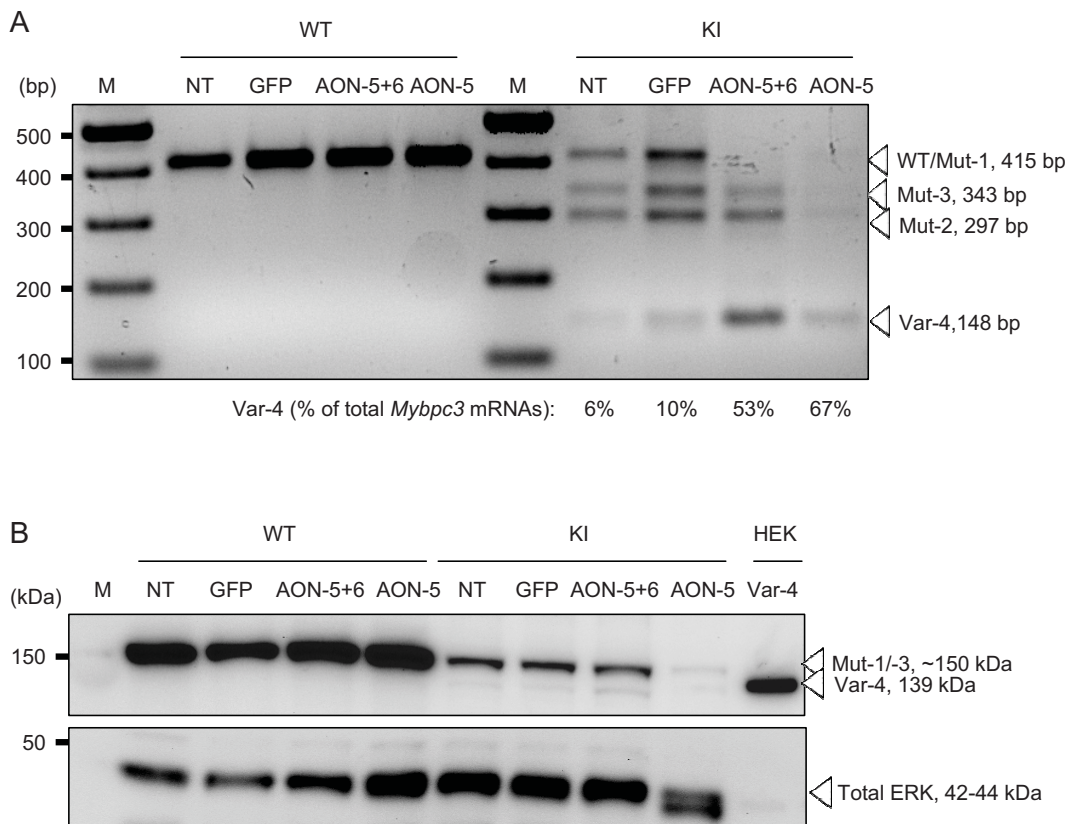 A
WT KI
(bp) M NT GFP AON-5+6 AON-5 M NT GFP AON-5+6 AON-5
500
400
300
200
100
WT/Mut-1, 415 bp
Mut-3, 343 bp
Mut-2, 297 bp
Var-4,148 bp
Var-4 (% of total Mybpc3 mRNAs): 6% 10% 53% 67%
B
WT KI HEK
(kDa) M NT GFP AON-5+6 AON-5 NT GFP AON-5+6 AON-5 Var-4
150
Mut-1/-3, ~150 kDa
Var-4, 139 kDa
50
Total ERK, 42-44 kDa